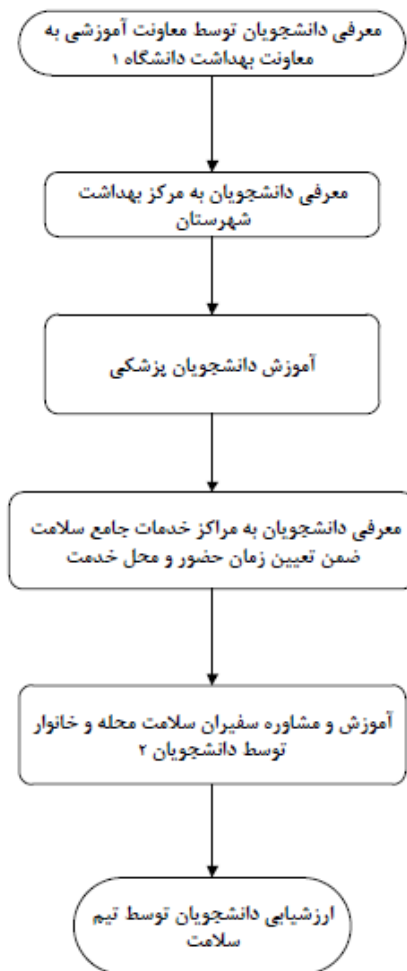 معرفی دانشجویان توسط معاونت آموزشی به
معاونت بهداشت دانشگاه ۱
معرفی دانشجویان به مرکز بهداشت
شهرستان
آموزش دانشجویان پزشکی
معرفی دانشجویان به مراکز خدمات جامع سلامت
ضمن تعیین زمان حضور و محل خدمت
آموزش و مشاوره سفیران سلامت محله و خانوار
توسط دانشجویان ۲
ارزشیابی دانشجویان توسط تیم
سلامت